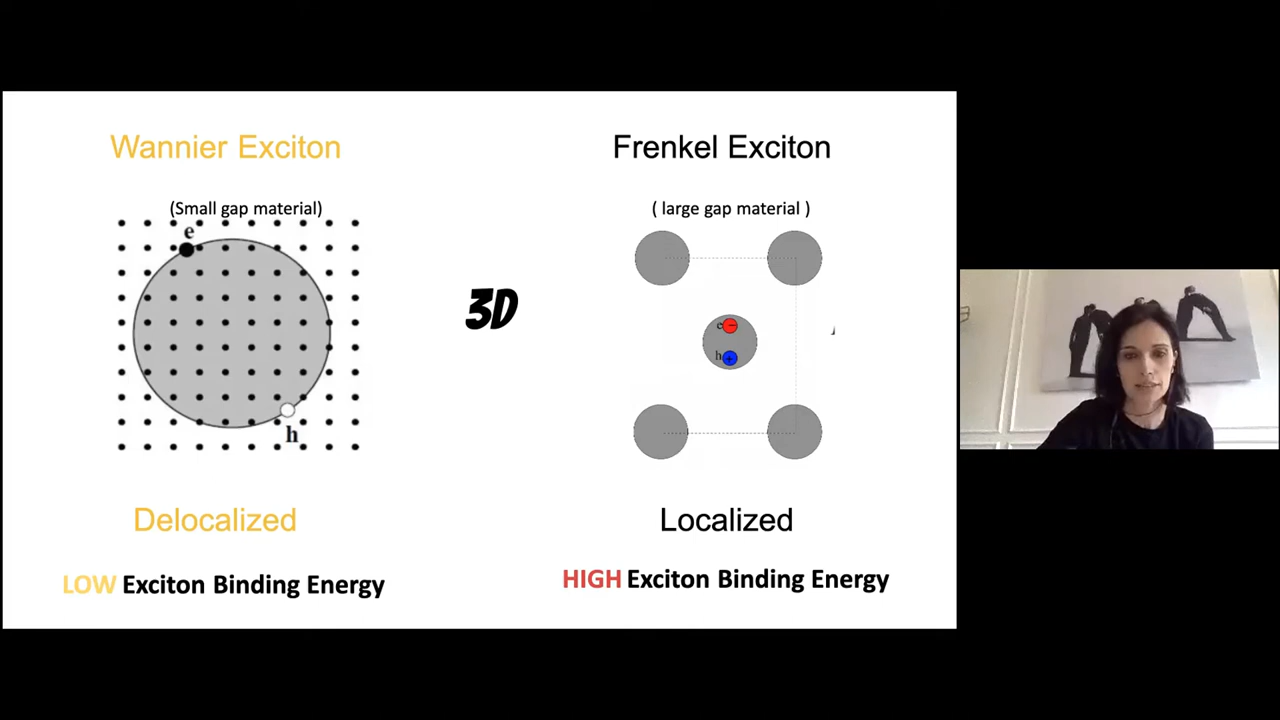 Wannier Exciton
(Small gap material)
e
h
Delocalized
LOW Exciton Binding Energy
3D
Frenkel Exciton
( large gap material )
e −
h +
Localized
HIGH Exciton Binding Energy